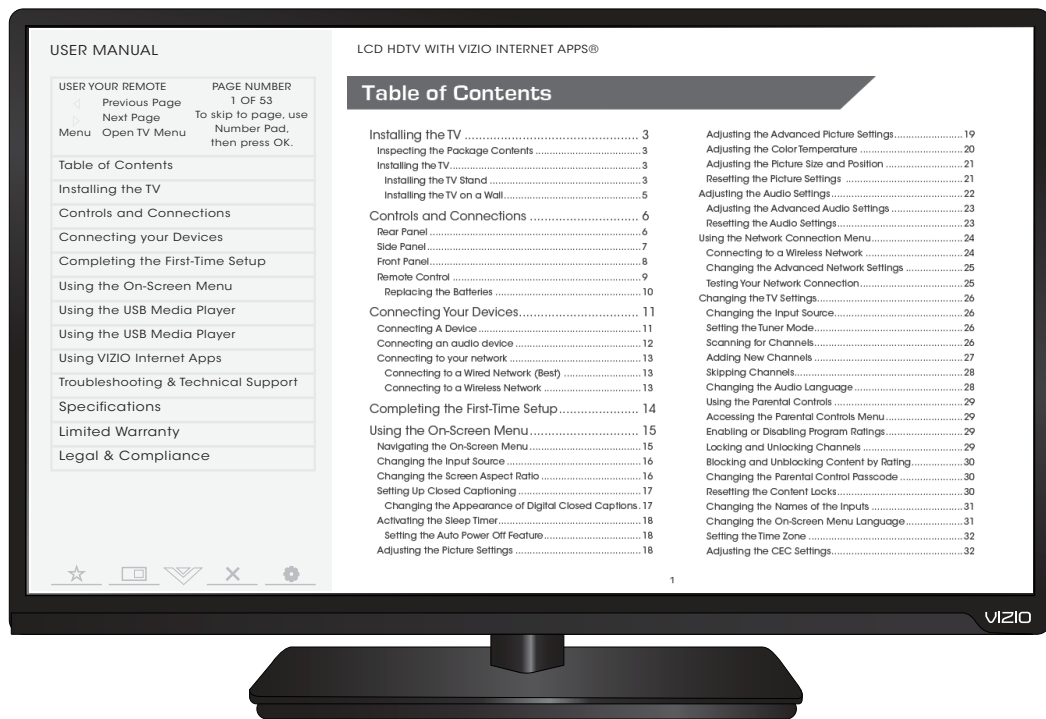 USER MANUAL
USER YOUR REMOTE
Previous Page
Next Page
Menu Open TV Menu
PAGE NUMBER
1 OF 53
To skip to page, use
Number Pad,
then press OK.
Table of Contents
Installing the TV
Controls and Connections
Connecting your Devices
Completing the First-Time Setup
Using the On-Screen Menu
Using the USB Media Player
Using the USB Media Player
Using VIZIO Internet Apps
Troubleshooting & Technical Support
Specifications
Limited Warranty
Legal & Compliance
LCD HDTV WITH VIZIO INTERNET APPS®
Table of Contents
Installing the TV ........................................ 3
Inspecting the Package Contents ................................ 3
Installing the TV.......................................................... 3
Installing the TV Stand ............................................. 3
Installing the TV on a Wall......................................... 5
Controls and Connections ......................... 6
Rear Panel ................................................................ 6
Side Panel................................................................. 7
Front Panel................................................................ 8
Remote Control ......................................................... 9
Replacing the Batteries ........................................... 10
Connecting Your Devices........................... 11
Connecting A Device ................................................. 11
Connecting an audio device ...................................... 12
Connecting to your network ....................................... 13
Connecting to a Wired Network (Best) ...................... 13
Connecting to a Wireless Network ............................ 13
Completing the First-Time Setup.................. 14
Using the On-Screen Menu......................... 15
Navigating the On-Screen Menu................................. 15
Changing the Input Source ........................................ 16
Changing the Screen Aspect Ratio ............................. 16
Setting Up Closed Captioning .................................... 17
Changing the Appearance of Digital Closed Captions. 17
Activating the Sleep Timer.......................................... 18
Setting the Auto Power Off Feature........................... 18
Adjusting the Picture Settings ..................................... 18
Adjusting the Advanced Picture Settings..................... 19
Adjusting the Color Temperature ............................... 20
Adjusting the Picture Size and Position ....................... 21
Resetting the Picture Settings ................................... 21
Adjusting the Audio Settings....................................... 22
Adjusting the Advanced Audio Settings ..................... 23
Resetting the Audio Settings..................................... 23
Using the Network Connection Menu.......................... 24
Connecting to a Wireless Network ............................ 24
Changing the Advanced Network Settings ................. 25
Testing Your Network Connection.............................. 25
Changing the TV Settings........................................... 26
Changing the Input Source....................................... 26
Setting the Tuner Mode............................................ 26
Scanning for Channels............................................. 26
Adding New Channels ............................................ 27
Skipping Channels................................................... 28
Changing the Audio Language ................................ 28
Using the Parental Controls ...................................... 29
Accessing the Parental Controls Menu...................... 29
Enabling or Disabling Program Ratings...................... 29
Locking and Unlocking Channels .............................. 29
Blocking and Unblocking Content by Rating............... 30
Changing the Parental Control Passcode .................. 30
Resetting the Content Locks...................................... 30
Changing the Names of the Inputs ........................... 31
Changing the On-Screen Menu Language................. 31
Setting the Time Zone .............................................. 32
Adjusting the CEC Settings........................................ 32
1
VIZIO